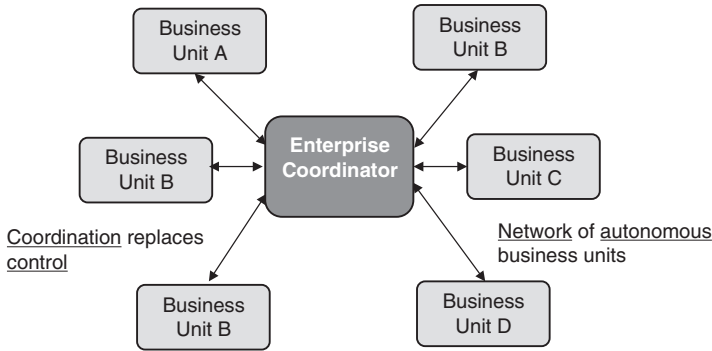 Business
Unit A
Business
Unit B
Enterprise
Coordinator
Business
Unit B
Business
Unit C
Coordination replaces
control
Network of autonomous
business units
Business
Unit B
Business
Unit D